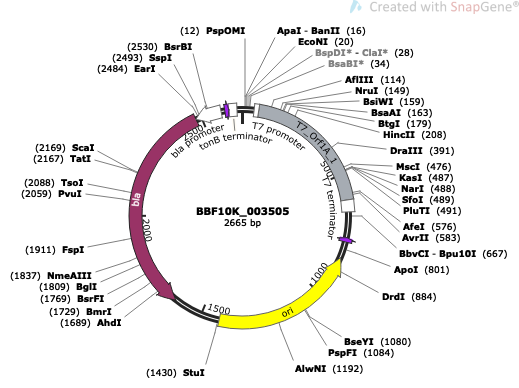 Created with SnapGene®
(12) PspOMI
ApaI - BanII (16)
EcoNI (20)
BspDI* - ClaI* (28)
BsaBI* (34)
(2530) BsrBI
(2493) SspI
(2484) EarI
AflIII (114)
NruI (149)
BsiWI (159)
BsaAI (163)
BtgI (179)
HincII (208)
DraIII (391)
MscI (476)
KasI (487)
NarI (488)
SfoI (489)
PluTI (491)
AfeI (576)
AvrII (583)
BbvCI - Bpu10I (667)
ApoI (801)
DrdI (884)
BseYI (1080)
PspFI (1084)
AlwNI (1192)
(1430) StuI
(2169) ScaI
(2167) TatI
(2088) TsoI
(2059) PvuI
(1911) FspI
(1837) NmeAIII
(1809) BglI
(1769) BsrFI
(1729) BmrI
(1689) AhdI
bla promoter
tonB terminator
T7 promoter
T7_Orf1A_1
T7 terminator
bla
ori
500
1000
1500
2000
2500
BBF10K_003505
2665 bp